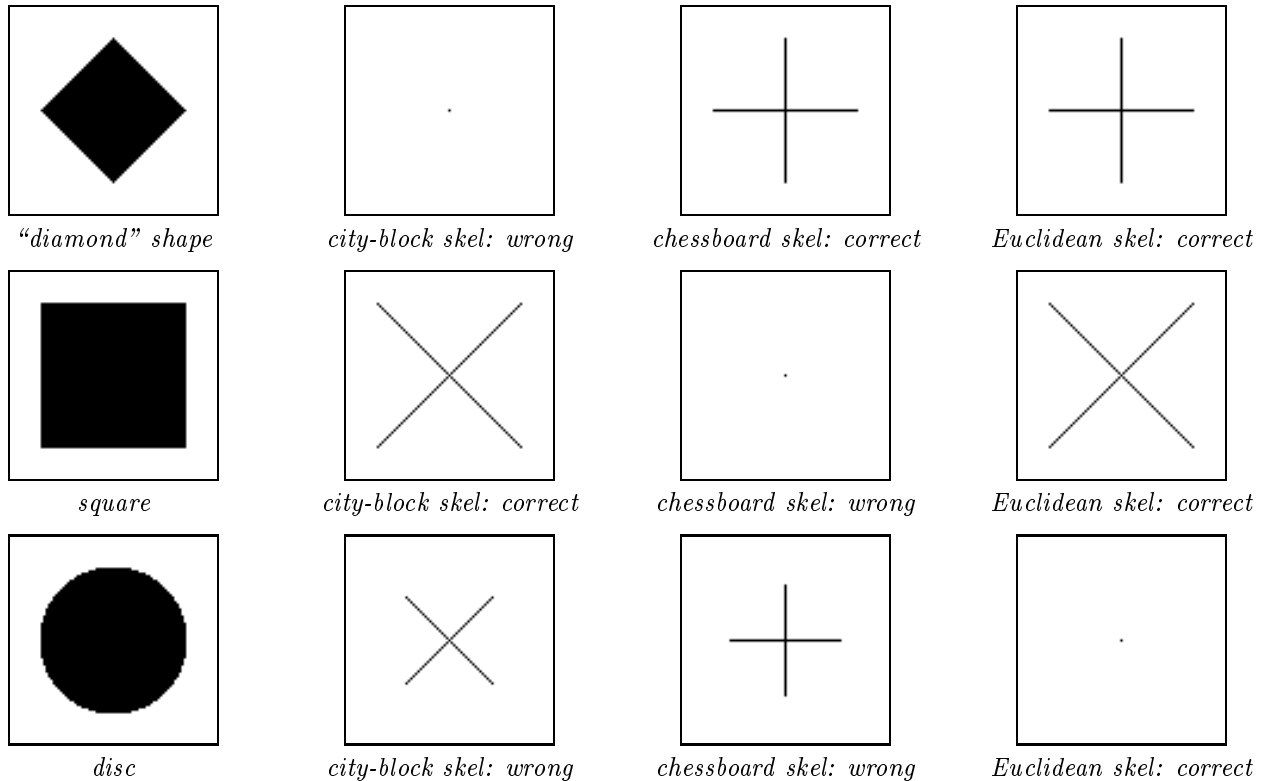 “diamond” shape
city-block skel: wrong
chessboard skel: correct
Euclidean skel: correct
square
city-block skel: correct
chessboard skel: wrong
Euclidean skel: correct
disc
city-block skel: wrong
chessboard skel: wrong
Euclidean skel: correct